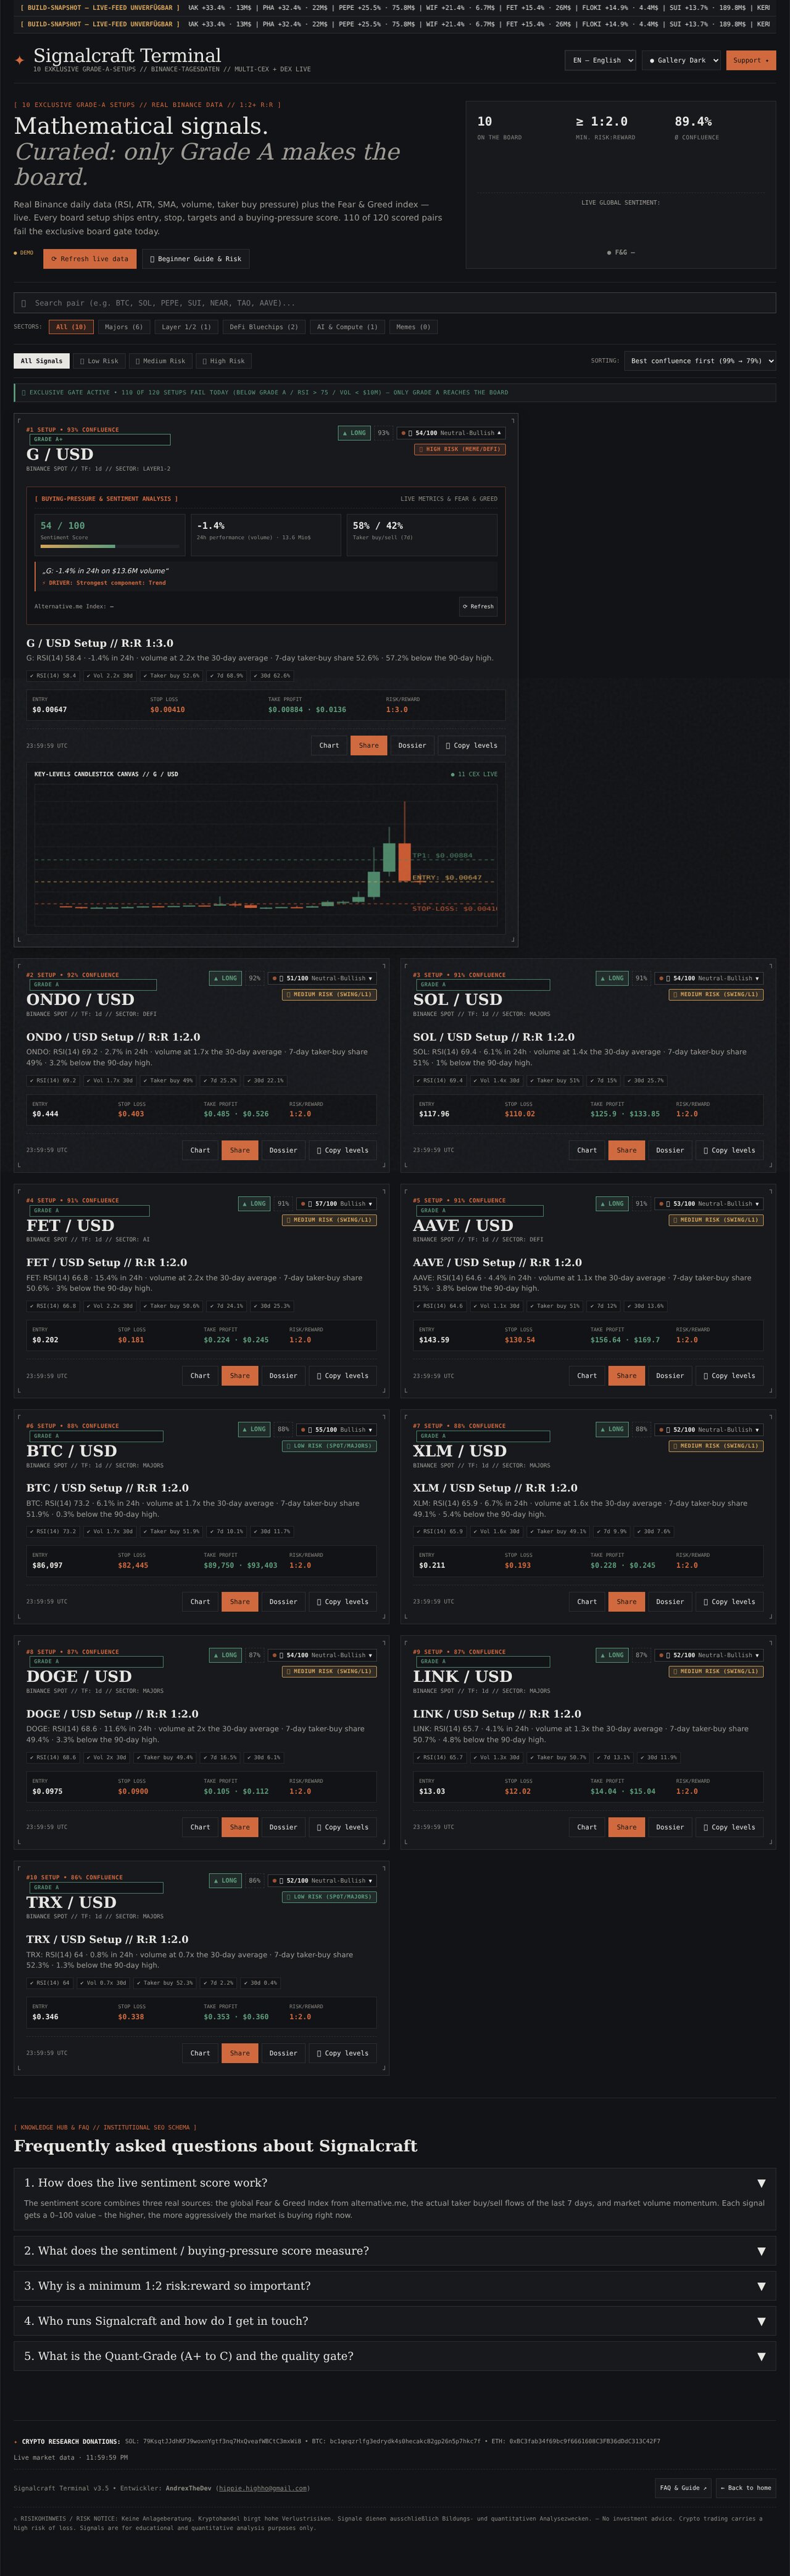 [ BUILD-SNAPSHOT — LIVE-FEED UNVERFÜGBAR ] UAK +33.4% · 13M$ | PHA +32.4% · 22M$ | PEPE +25.5% · 75.8M$ | WIF +21.4% · 6.7M$ | FET +15.4% · 26M$ | FLOKI +14.9% · 4.4M$ | SUI +13.7% · 189.8M$ | KERN
[ BUILD-SNAPSHOT — LIVE-FEED UNVERFÜGBAR ] UAK +33.4% · 13M$ | PHA +32.4% · 22M$ | PEPE +25.5% · 75.8M$ | WIF +21.4% · 6.7M$ | FET +15.4% · 26M$ | FLOKI +14.9% · 4.4M$ | SUI +13.7% · 189.8M$ | KERN
✦ Signalcraft Terminal
10 EXKLUSIVE GRADE-A-SETUPS // BINANCE-TAGESDATEN // MULTI-CEX + DEX LIVE
EN — English
● Gallery Dark
Support ✦
[ 10 EXCLUSIVE GRADE-A SETUPS // REAL BINANCE DATA // 1:2+ R:R ]
Mathematical signals.
Curated: only Grade A makes the
board.
Real Binance daily data (RSI, ATR, SMA, volume, taker buy pressure) plus the Fear & Greed index —
live. Every board setup ships entry, stop, targets and a buying-pressure score. 110 of 120 scored pairs
fail the exclusive board gate today.
● DEMO
⟳ Refresh live data
Beginner Guide & Risk
10
ON THE BOARD
≥ 1:2.0
MIN. RISK:REWARD
89.4%
Ø CONFLUENCE
LIVE GLOBAL SENTIMENT:
● F&G —
Search pair (e.g. BTC, SOL, PEPE, SUI, NEAR, TAO, AAVE)...
SECTORS: All (10) Majors (6) Layer 1/2 (1) DeFi Bluechips (2) AI & Compute (1) Memes (0)
All Signals Low Risk Medium Risk High Risk
SORTING: Best confluence first (99% → 79%)
EXCLUSIVE GATE ACTIVE • 110 OF 120 SETUPS FAIL TODAY (BELOW GRADE A / RSI > 75 / VOL < $10M) — ONLY GRADE A REACHES THE BOARD
#1 SETUP • 93% CONFLUENCE
GRADE A+
G / USD
BINANCE SPOT // TF: 1d // SECTOR: LAYER1-2
▲ LONG 93% 54/100 Neutral-Bullish ▲
HIGH RISK (MEME/DEFI)
[ BUYING-PRESSURE & SENTIMENT ANALYSIS ]
LIVE METRICS & FEAR & GREED
54 / 100
Sentiment Score
-1.4%
24h performance (volume) · 13.6 Mio$
58% / 42%
Taker buy/sell (7d)
„G: -1.4% in 24h on $13.6M volume“
⚡ DRIVER: Strongest component: Trend
Alternative.me Index: —
⟳ Refresh
G / USD Setup // R:R 1:3.0
G: RSI(14) 58.4 · -1.4% in 24h · volume at 2.2x the 30-day average · 7-day taker-buy share 52.6% · 57.2% below the 90-day high.
✔ RSI(14) 58.4 ✔ Vol 2.2x 30d ✔ Taker buy 52.6% ✔ 7d 68.9% ✔ 30d 62.6%
ENTRY STOP LOSS TAKE PROFIT RISK/REWARD
$0.00647 $0.00410 $0.00884 · $0.0136 1:3.0
23:59:59 UTC
Chart Share Dossier Copy levels
KEY-LEVELS CANDLESTICK CANVAS // G / USD
● 11 CEX LIVE
TP1: $0.00884
ENTRY: $0.00647
STOP-LOSS: $0.00410
#2 SETUP • 92% CONFLUENCE
GRADE A
ONDO / USD
BINANCE SPOT // TF: 1d // SECTOR: DEFI
▲ LONG 92% 51/100 Neutral-Bullish ▼
MEDIUM RISK (SWING/L1)
ONDO / USD Setup // R:R 1:2.0
ONDO: RSI(14) 69.2 · 2.7% in 24h · volume at 1.7x the 30-day average · 7-day taker-buy share
49% · 3.2% below the 90-day high.
✔ RSI(14) 69.2 ✔ Vol 1.7x 30d ✔ Taker buy 49% ✔ 7d 25.2% ✔ 30d 22.1%
ENTRY STOP LOSS TAKE PROFIT RISK/REWARD
$0.444 $0.403 $0.485 · $0.526 1:2.0
23:59:59 UTC
Chart Share Dossier Copy levels
#3 SETUP • 91% CONFLUENCE
GRADE A
SOL / USD
BINANCE SPOT // TF: 1d // SECTOR: MAJORS
▲ LONG 91% 54/100 Neutral-Bullish ▼
MEDIUM RISK (SWING/L1)
SOL / USD Setup // R:R 1:2.0
SOL: RSI(14) 69.4 · 6.1% in 24h · volume at 1.4x the 30-day average · 7-day taker-buy share
51% · 1% below the 90-day high.
✔ RSI(14) 69.4 ✔ Vol 1.4x 30d ✔ Taker buy 51% ✔ 7d 15% ✔ 30d 25.7%
ENTRY STOP LOSS TAKE PROFIT RISK/REWARD
$117.96 $110.02 $125.9 · $133.85 1:2.0
23:59:59 UTC
Chart Share Dossier Copy levels
#4 SETUP • 91% CONFLUENCE
GRADE A
FET / USD
BINANCE SPOT // TF: 1d // SECTOR: AI
▲ LONG 91% 57/100 Bullish ▼
MEDIUM RISK (SWING/L1)
FET / USD Setup // R:R 1:2.0
FET: RSI(14) 66.8 · 15.4% in 24h · volume at 2.2x the 30-day average · 7-day taker-buy share
50.6% · 3% below the 90-day high.
✔ RSI(14) 66.8 ✔ Vol 2.2x 30d ✔ Taker buy 50.6% ✔ 7d 24.1% ✔ 30d 25.3%
ENTRY STOP LOSS TAKE PROFIT RISK/REWARD
$0.202 $0.181 $0.224 · $0.245 1:2.0
23:59:59 UTC
Chart Share Dossier Copy levels
#5 SETUP • 91% CONFLUENCE
GRADE A
AAVE / USD
BINANCE SPOT // TF: 1d // SECTOR: DEFI
▲ LONG 91% 53/100 Neutral-Bullish ▼
MEDIUM RISK (SWING/L1)
AAVE / USD Setup // R:R 1:2.0
AAVE: RSI(14) 64.6 · 4.4% in 24h · volume at 1.1x the 30-day average · 7-day taker-buy share
51% · 3.8% below the 90-day high.
✔ RSI(14) 64.6 ✔ Vol 1.1x 30d ✔ Taker buy 51% ✔ 7d 12% ✔ 30d 13.6%
ENTRY STOP LOSS TAKE PROFIT RISK/REWARD
$143.59 $130.54 $156.64 · $169.7 1:2.0
23:59:59 UTC
Chart Share Dossier Copy levels
#6 SETUP • 88% CONFLUENCE
GRADE A
BTC / USD
BINANCE SPOT // TF: 1d // SECTOR: MAJORS
▲ LONG 88% 55/100 Bullish ▼
LOW RISK (SPOT/MAJORS)
BTC / USD Setup // R:R 1:2.0
BTC: RSI(14) 73.2 · 6.1% in 24h · volume at 1.7x the 30-day average · 7-day taker-buy share
51.9% · 0.3% below the 90-day high.
✔ RSI(14) 73.2 ✔ Vol 1.7x 30d ✔ Taker buy 51.9% ✔ 7d 10.1% ✔ 30d 11.7%
ENTRY STOP LOSS TAKE PROFIT RISK/REWARD
$86,097 $82,445 $89,750 · $93,403 1:2.0
23:59:59 UTC
Chart Share Dossier Copy levels
#7 SETUP • 88% CONFLUENCE
GRADE A
XLM / USD
BINANCE SPOT // TF: 1d // SECTOR: MAJORS
▲ LONG 88% 52/100 Neutral-Bullish ▼
MEDIUM RISK (SWING/L1)
XLM / USD Setup // R:R 1:2.0
XLM: RSI(14) 65.9 · 6.7% in 24h · volume at 1.6x the 30-day average · 7-day taker-buy share
49.1% · 5.4% below the 90-day high.
✔ RSI(14) 65.9 ✔ Vol 1.6x 30d ✔ Taker buy 49.1% ✔ 7d 9.9% ✔ 30d 7.6%
ENTRY STOP LOSS TAKE PROFIT RISK/REWARD
$0.211 $0.193 $0.228 · $0.245 1:2.0
23:59:59 UTC
Chart Share Dossier Copy levels
#8 SETUP • 87% CONFLUENCE
GRADE A
DOGE / USD
BINANCE SPOT // TF: 1d // SECTOR: MAJORS
▲ LONG 87% 54/100 Neutral-Bullish ▼
MEDIUM RISK (SWING/L1)
DOGE / USD Setup // R:R 1:2.0
DOGE: RSI(14) 68.6 · 11.6% in 24h · volume at 2x the 30-day average · 7-day taker-buy share
49.4% · 3.3% below the 90-day high.
✔ RSI(14) 68.6 ✔ Vol 2x 30d ✔ Taker buy 49.4% ✔ 7d 16.5% ✔ 30d 6.1%
ENTRY STOP LOSS TAKE PROFIT RISK/REWARD
$0.0975 $0.0900 $0.105 · $0.112 1:2.0
23:59:59 UTC
Chart Share Dossier Copy levels
#9 SETUP • 87% CONFLUENCE
GRADE A
LINK / USD
BINANCE SPOT // TF: 1d // SECTOR: MAJORS
▲ LONG 87% 52/100 Neutral-Bullish ▼
MEDIUM RISK (SWING/L1)
LINK / USD Setup // R:R 1:2.0
LINK: RSI(14) 65.7 · 4.1% in 24h · volume at 1.3x the 30-day average · 7-day taker-buy share
50.7% · 4.8% below the 90-day high.
✔ RSI(14) 65.7 ✔ Vol 1.3x 30d ✔ Taker buy 50.7% ✔ 7d 13.1% ✔ 30d 11.9%
ENTRY STOP LOSS TAKE PROFIT RISK/REWARD
$13.03 $12.02 $14.04 · $15.04 1:2.0
23:59:59 UTC
Chart Share Dossier Copy levels
#10 SETUP • 86% CONFLUENCE
GRADE A
TRX / USD
BINANCE SPOT // TF: 1d // SECTOR: MAJORS
▲ LONG 86% 52/100 Neutral-Bullish ▼
LOW RISK (SPOT/MAJORS)
TRX / USD Setup // R:R 1:2.0
TRX: RSI(14) 64 · 0.8% in 24h · volume at 0.7x the 30-day average · 7-day taker-buy share
52.3% · 1.3% below the 90-day high.
✔ RSI(14) 64 ✔ Vol 0.7x 30d ✔ Taker buy 52.3% ✔ 7d 2.2% ✔ 30d 0.4%
ENTRY STOP LOSS TAKE PROFIT RISK/REWARD
$0.346 $0.338 $0.353 · $0.360 1:2.0
23:59:59 UTC
Chart Share Dossier Copy levels
[ KNOWLEDGE HUB & FAQ // INSTITUTIONAL SEO SCHEMA ]
Frequently asked questions about Signalcraft
1. How does the live sentiment score work? ▼
The sentiment score combines three real sources: the global Fear & Greed Index from alternative.me, the actual taker buy/sell flows of the last 7 days, and market volume momentum. Each signal
gets a 0–100 value – the higher, the more aggressively the market is buying right now.
2. What does the sentiment / buying-pressure score measure? ▼
3. Why is a minimum 1:2 risk:reward so important? ▼
4. Who runs Signalcraft and how do I get in touch? ▼
5. What is the Quant-Grade (A+ to C) and the quality gate? ▼
✦ CRYPTO RESEARCH DONATIONS: SOL: 79KsqtJJdhKFJ9woxnYgtf3nq7HxQveafWBCtC3mxWi8 • BTC: bc1qeqzrlfg3edrydk4s0hecakc82gp26n5p7hkc7f • ETH: 0xBC3fab34f69bc9f6661608C3FB36dDdC313C42F7
Live market data · 11:59:59 PM
Signalcraft Terminal v3.5 • Entwickler: AndrexTheDev (hippie.highho@gmail.com)
FAQ & Guide ↗ ← Back to home
⚠ RISIKOHINWEIS / RISK NOTICE: Keine Anlageberatung. Kryptohandel birgt hohe Verlustrisiken. Signale dienen ausschließlich Bildungs- und quantitativen Analysezwecken. — No investment advice. Crypto trading carries a
high risk of loss. Signals are for educational and quantitative analysis purposes only.